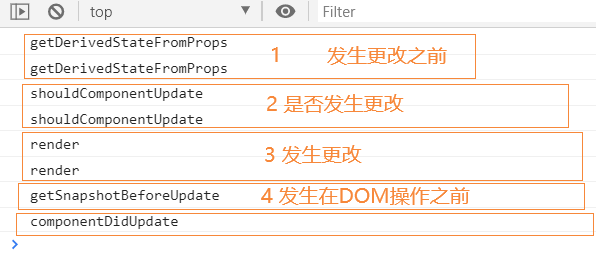 top
Filter
getDerivedStateFromProps
1 发生更改之前
getDerivedStateFromProps
shouldComponentUpdate
2 是否发生更改
shouldComponentUpdate
render
3 发生更改
render
getSnapshotBeforeUpdate 4 发生在DOM操作之前
componentDidUpdate